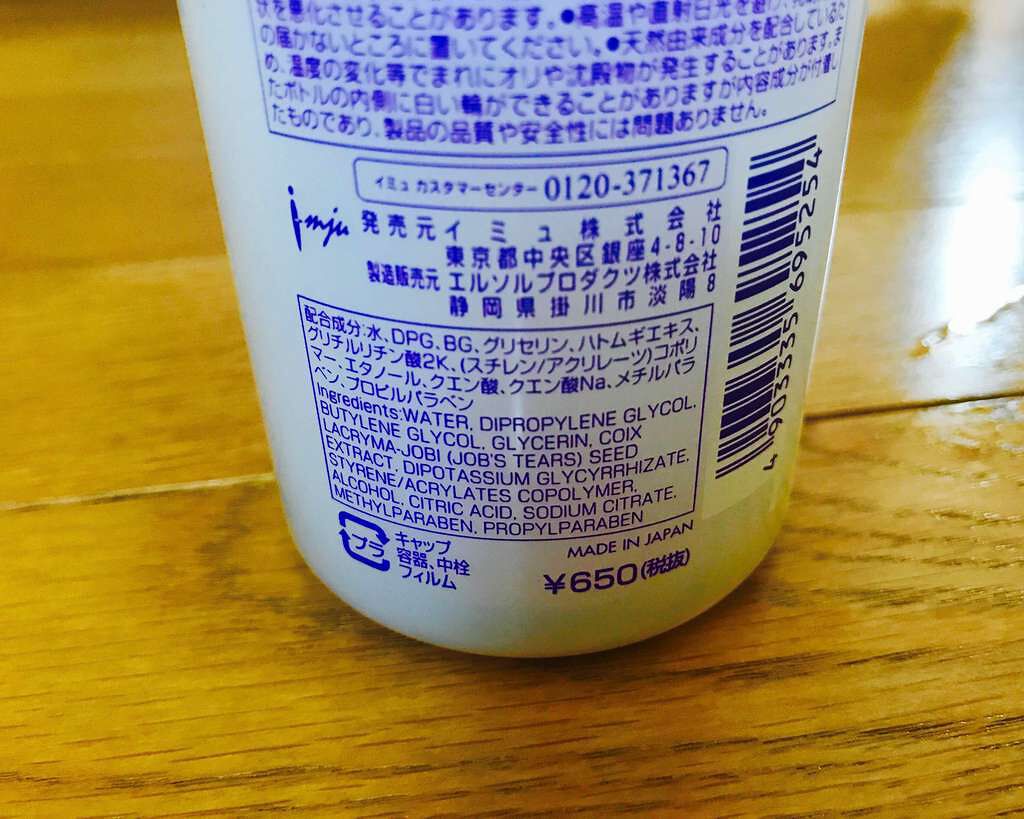 状を悪化させることがあります。●高温や直射日光を避け、
の届かないところに置いてください。●天然由来成分を配合しているた
め、温度の変化等でまれにオリや沈殿物が発生することがあります。ま
たボトルの内側に白い輪ができることがありますが内容成分が付着し
たものであり、製品の品質や安全性には問題ありません。
イミュ カスタマーセンター 0120-371367
imju 発売元 イミュ株式会社
東京都中央区銀座4-8-10
製造販売元 エルソルプロダクツ株式会社
静岡県掛川市淡陽8
配合成分:水、DPG、BG、グリセリン、ハトムギエキス、
グリチルリチン酸2K、(スチレン/アクリレーツ)コポリ
マー、エタノール、クエン酸、クエン酸Na、メチルパラ
ベン、プロピルパラベン
Ingredients:WATER, DIPROPYLENE GLYCOL,
BUTYLENE GLYCOL, GLYCERIN, COIX
LACRYMA-JOBI (JOB'S TEARS) SEED
EXTRACT, DIPOTASSIUM GLYCYRRHIZATE,
STYRENE/ACRYLATES COPOLYMER,
ALCOHOL, CITRIC ACID, SODIUM CITRATE,
METHYLPARABEN, PROPYLPARABEN
プラ
キャップ
容器、中栓
フィルム
MADE IN JAPAN
¥650(税抜)
4 903335 695254